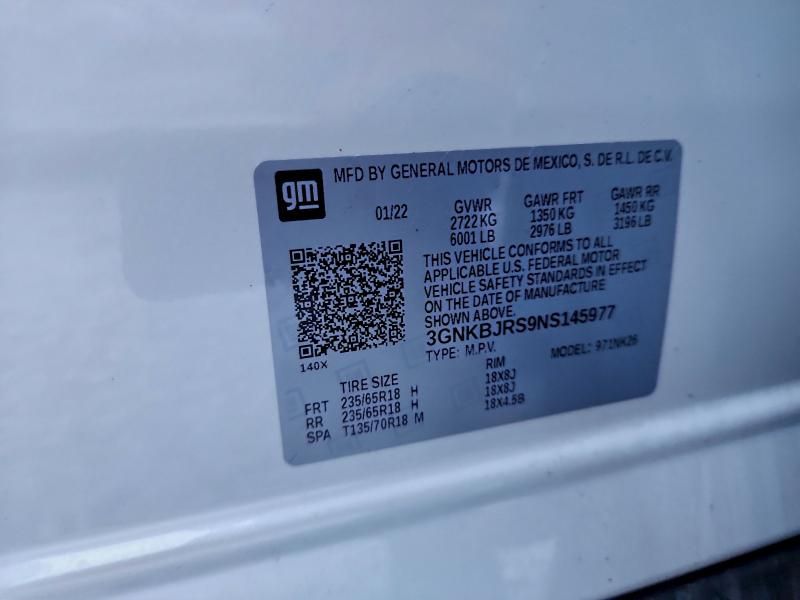 gm
MFD BY GENERAL MOTORS DE MEXICO, S. DE R.L. DE C.V.
01/22 GVWR GAWR FRT GAWR RR
2722 KG 1350 KG 1450 KG
6001 LB 2976 LB 3196 LB
THIS VEHICLE CONFORMS TO ALL
APPLICABLE U.S. FEDERAL MOTOR
VEHICLE SAFETY STANDARDS IN EFFECT
ON THE DATE OF MANUFACTURE
SHOWN ABOVE.
3GNKBJRS9NS145977
TYPE: M.P.V. MODEL: 971NK26
140X
TIRE SIZE RIM
FRT 235/65R18 H 18X8J
RR 235/65R18 H 18X8J
SPA T135/70R18 M 18X4.5B